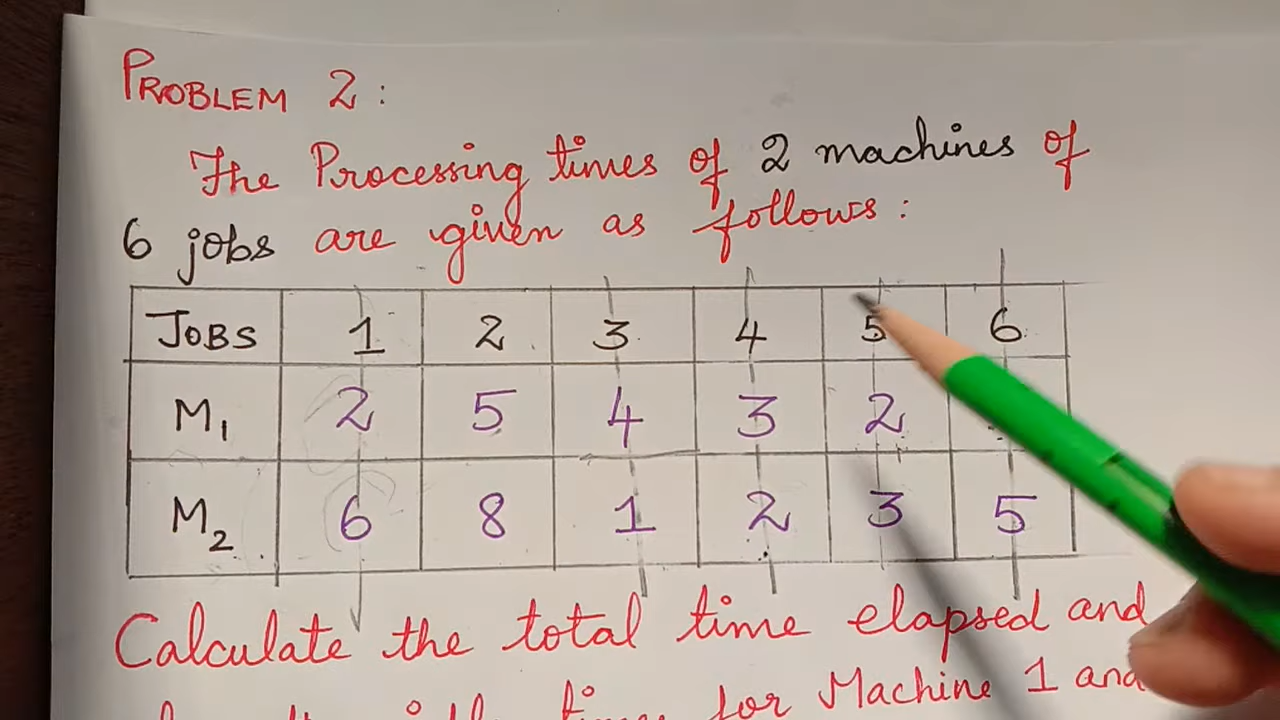 PROBLEM 2:
The Processing times of 2 machines of
6 jobs are given as follows:
JOBS 1 2 3 4 5 6
M1 2 5 4 3 2
M2 6 8 1 2 3 5
Calculate the total time elapsed and
for Machine 1 and